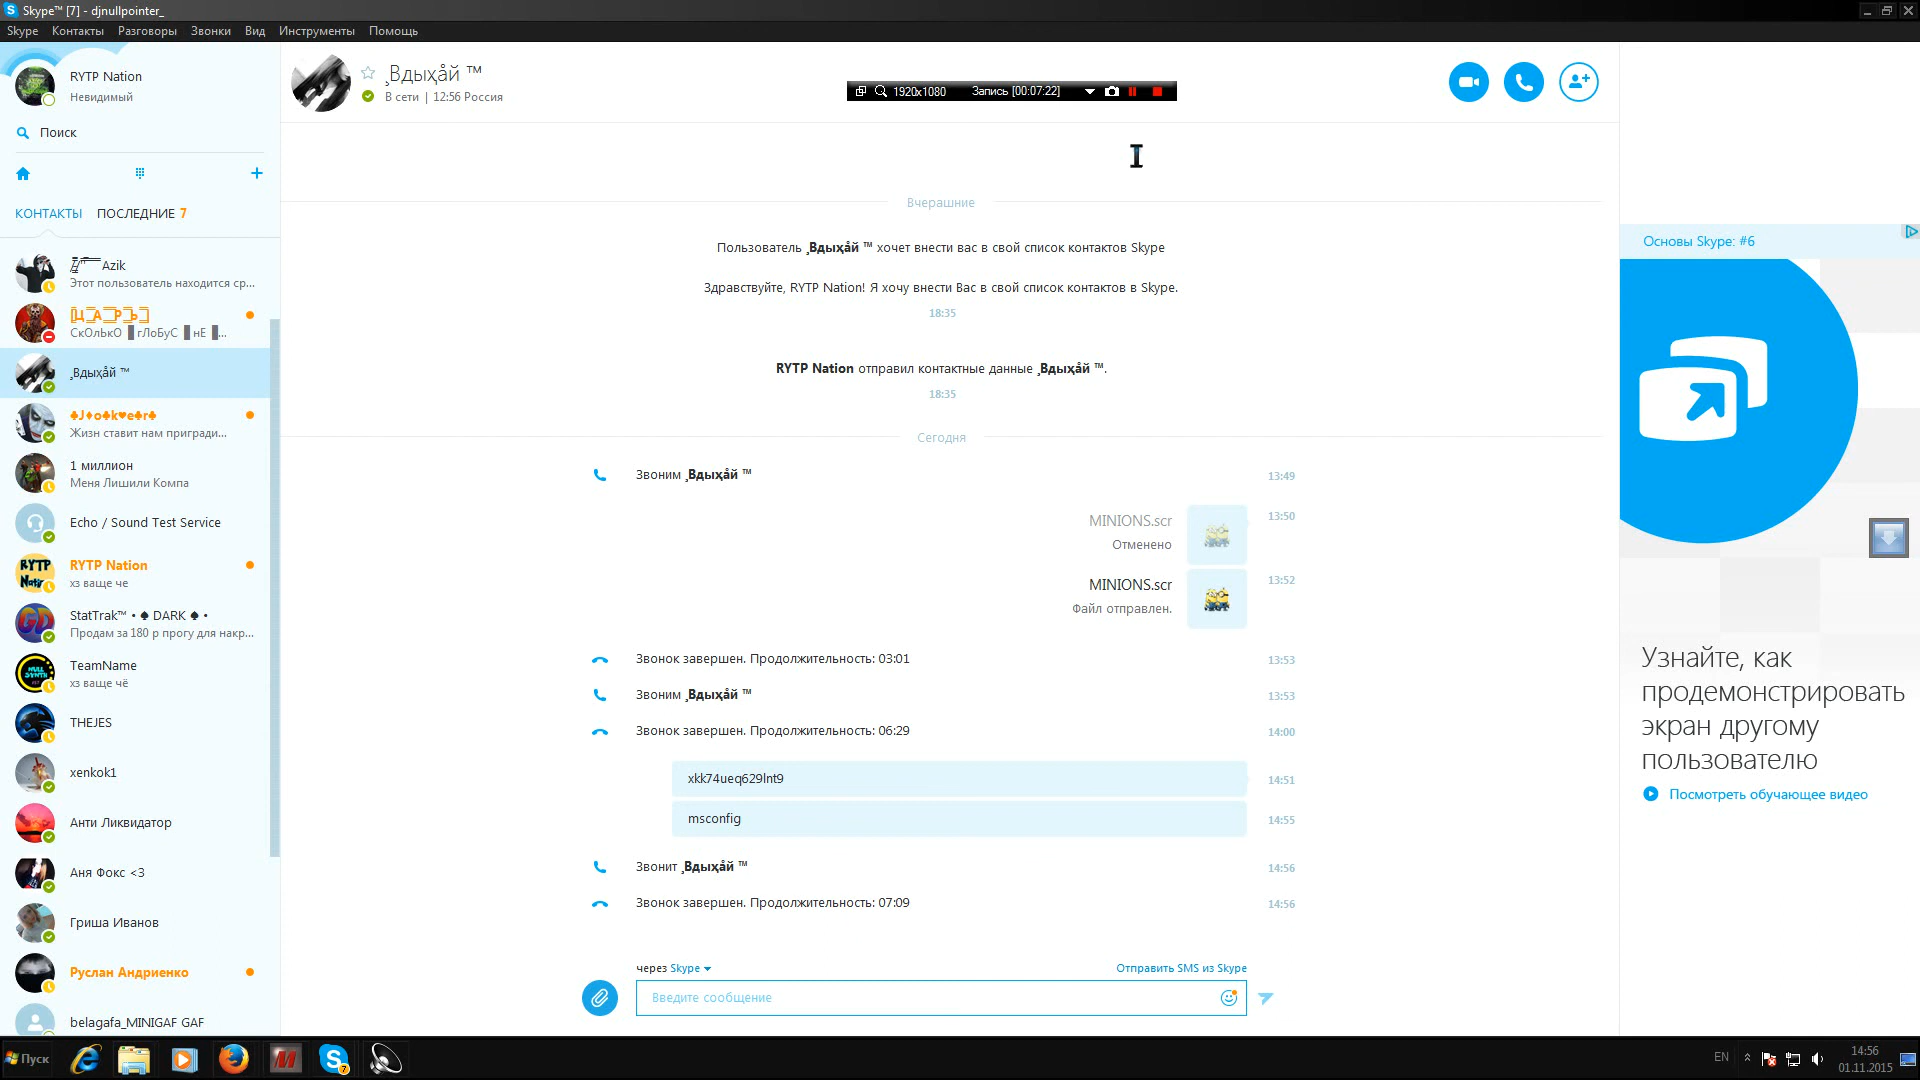 Skype™ [7] - djnullpointer_
Skype Контакты Разговоры Звонки Вид Инструменты Помощь
RYTP Nation
Невидимый
Поиск
КОНТАКТЫ ПОСЛЕДНИЕ 7
Azik
Этот пользователь находится ср...
[Ц А Р Ь]
СкОлЬкО ▐ глОбУС ▐ нЕ ▐...
¸Вдыҳåй ™
♣J♦o♣k♥e♣r♣
Жизн ставит нам пригради...
1 миллион
Меня Лишили Компа
Echo / Sound Test Service
RYTP Nation
хз ваще че
StatTrak™ • ♠ DARK ♠ •
Продам за 180 р прогу для накр...
TeamName
хз ваще чё
THEJES
xenkok1
Анти Ликвидатор
Аня Фокс <3
Гриша Иванов
Руслан Андриенко
belagafa_MINIGAF GAF
¸Вдыҳåй ™
В сети | 12:56 Россия
1920x1080 Запись [00:07:22]
Вчерашние
Пользователь ¸Вдыҳåй ™ хочет внести вас в свой список контактов Skype
Здравствуйте, RYTP Nation! Я хочу внести Вас в свой список контактов в Skype.
18:35
RYTP Nation отправил контактные данные ¸Вдыҳåй ™.
18:35
Сегодня
Звоним ¸Вдыҳåй ™ 13:49
MINIONS.scr 13:50
Отменено
MINIONS.scr 13:52
Файл отправлен.
Звонок завершен. Продолжительность: 03:01 13:53
Звоним ¸Вдыҳåй ™ 13:53
Звонок завершен. Продолжительность: 06:29 14:00
xkk74ueq629lnt9 14:51
msconfig 14:55
Звонит ¸Вдыҳåй ™ 14:56
Звонок завершен. Продолжительность: 07:09 14:56
через Skype Отправить SMS из Skype
Введите сообщение
Основы Skype: #6
Узнайте, как
продемонстрировать
экран другому
пользователю
Посмотреть обучающее видео
Пуск
EN
14:56
01.11.2015